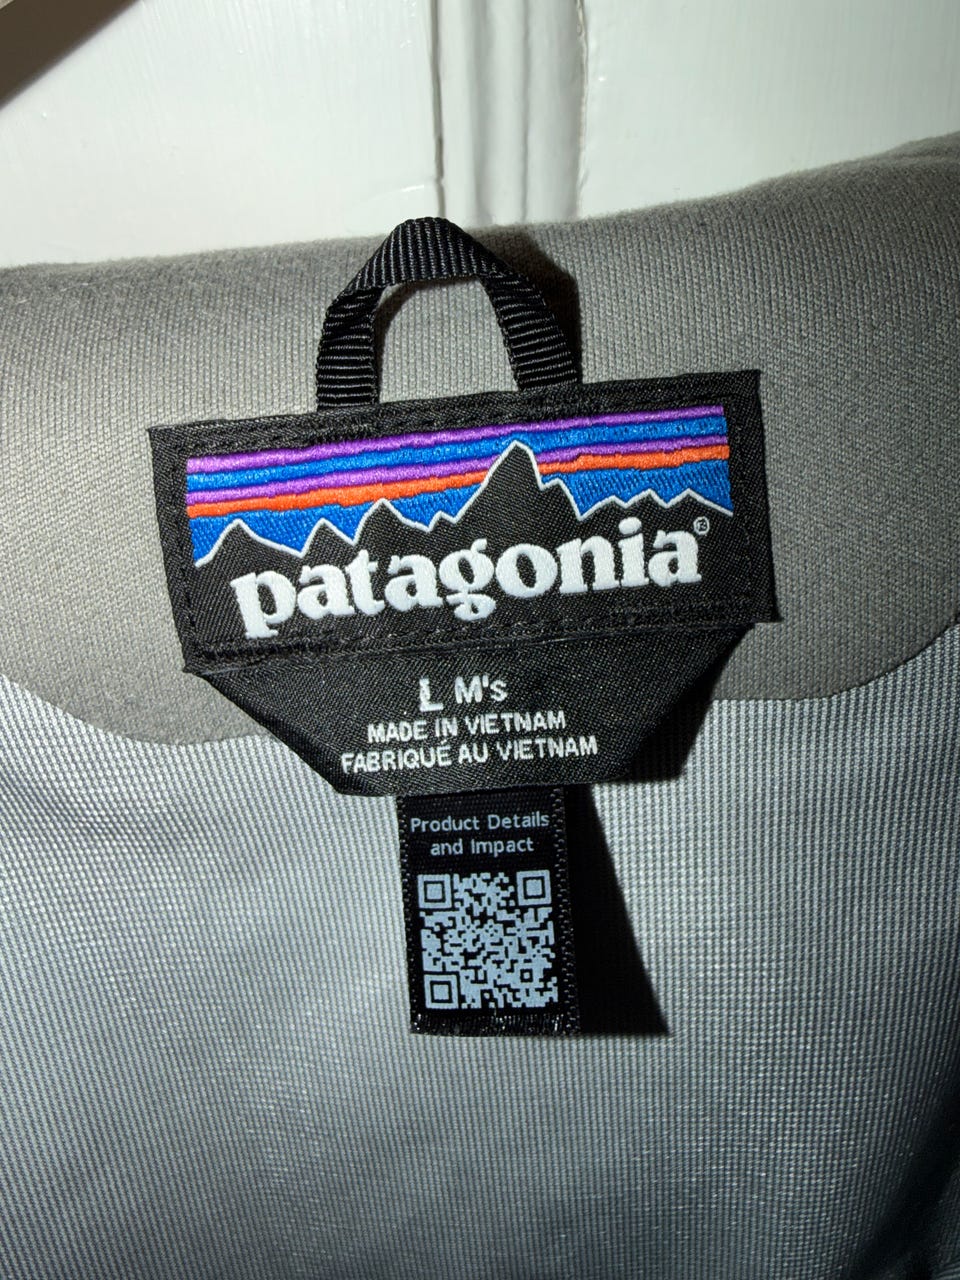 patagonia®
L M's
MADE IN VIETNAM
FABRIQUÉ AU VIETNAM
Product Details
and Impact